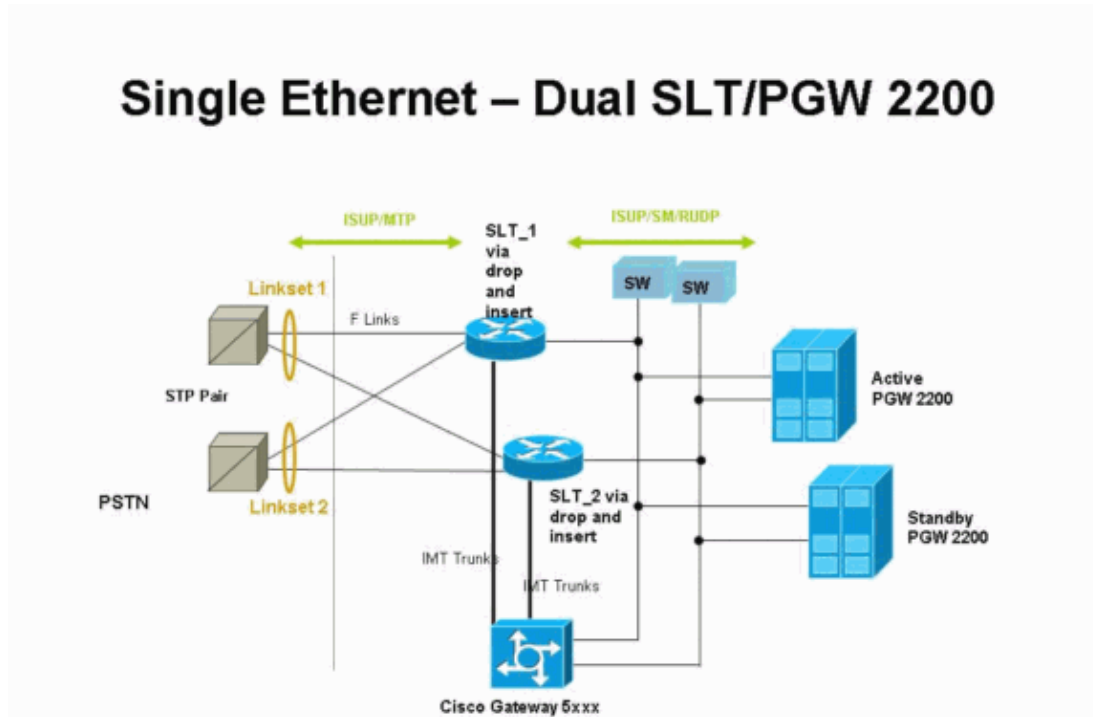 Single Ethernet – Dual SLT/PGW 2200
ISUP/MTP
SLT_1
via
drop
and
insert
ISUP/SM/RUDP
SW
SW
Linkset 1
F Links
STP Pair
Active
PGW 2200
Linkset 2
PSTN
SLT_2 via
drop and
insert
Standby
PGW 2200
IMT Trunks
IMT Trunks
Cisco Gateway 5xxx